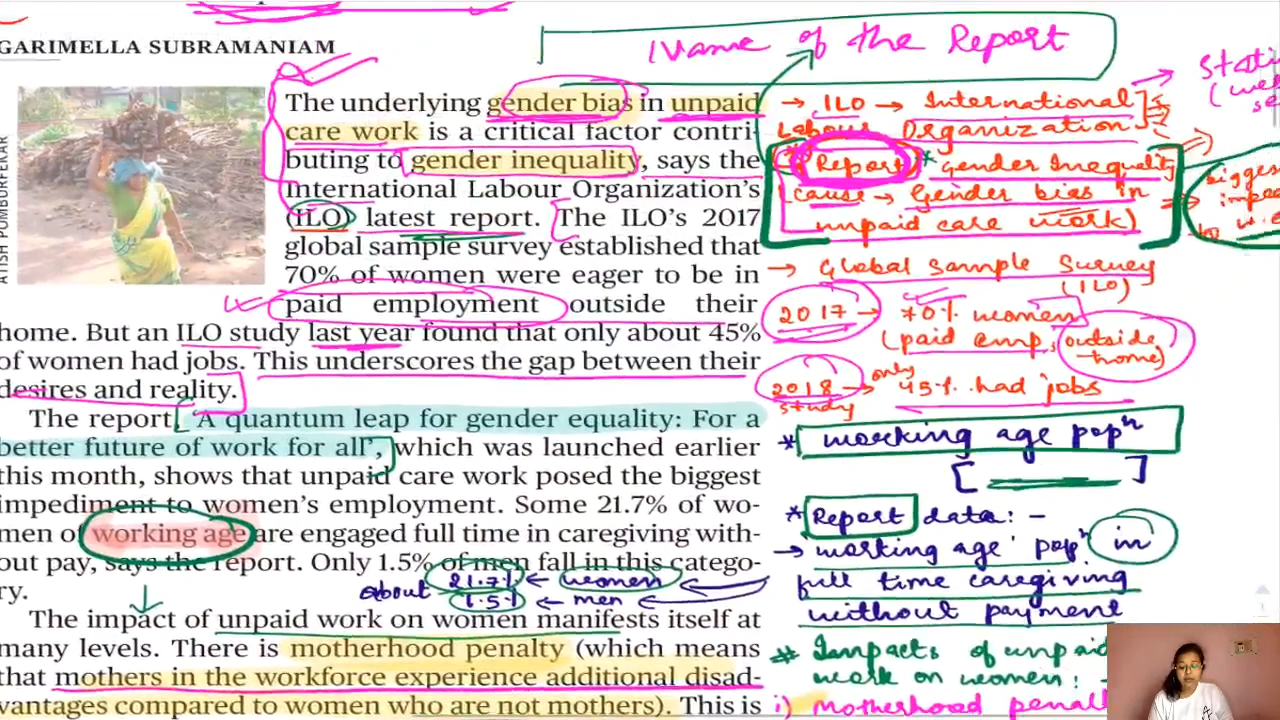 Name of the Report
GARIMELLA SUBRAMANIAM
ATISH POMBURFEKAR
The underlying gender bias in unpaid
care work is a critical factor contri-
buting to gender inequality, says the
International Labour Organization's
(ILO) latest report. The ILO's 2017
global sample survey established that
70% of women were eager to be in
paid employment outside their
home. But an ILO study last year found that only about 45%
of women had jobs. This underscores the gap between their
desires and reality.
The report, 'A quantum leap for gender equality: For a
better future of work for all', which was launched earlier
this month, shows that unpaid care work posed the biggest
impediment to women's employment. Some 21.7% of wo-
men of working age are engaged full time in caregiving with-
out pay, says the report. Only 1.5% of men fall in this catego-
ry.
about 21.7% ← women
1.5% ← men
The impact of unpaid work on women manifests itself at
many levels. There is motherhood penalty (which means
that mothers in the workforce experience additional disad-
vantages compared to women who are not mothers). This is
→ ILO → International
Labour Organization
* Report * gender Inequality
(cause → Gender bias in
unpaid care work)
→ Global Sample Survey
(ILO)
2017 → 70% women
(paid emp, outside
home)
2018 → only 45% had jobs
study
* working age popn
[ ]
* Report data: -
→ working age popn in
full time caregiving
without payment
* Impacts of unpaid
work on women: -
i) Motherhood penal
biggest
impe